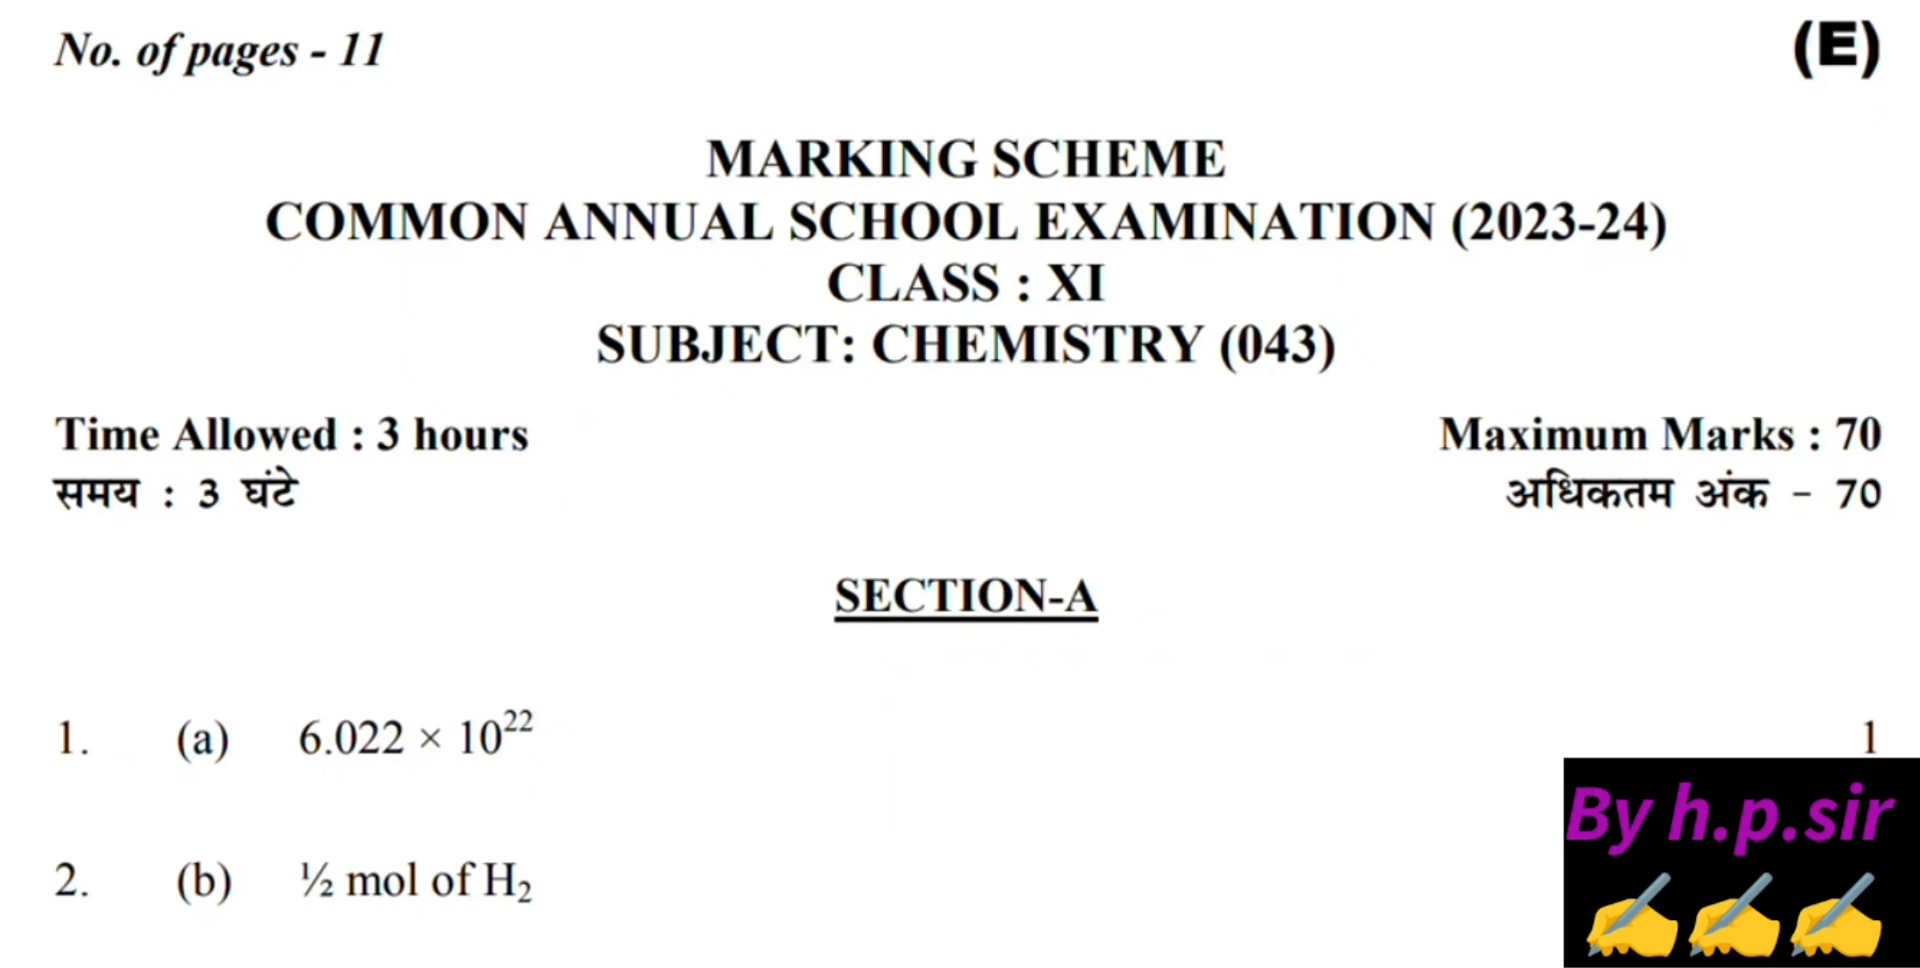 No. of pages - 11
(E)
MARKING SCHEME
COMMON ANNUAL SCHOOL EXAMINATION (2023-24)
CLASS : XI
SUBJECT: CHEMISTRY (043)
Time Allowed : 3 hours
Maximum Marks : 70
समय : 3 घंटे
अधिकतम अंक - 70
SECTION-A
1. (a) 6.022 × 10²² 1
2. (b) ½ mol of H₂
By h.p.sir
✍️✍️✍️